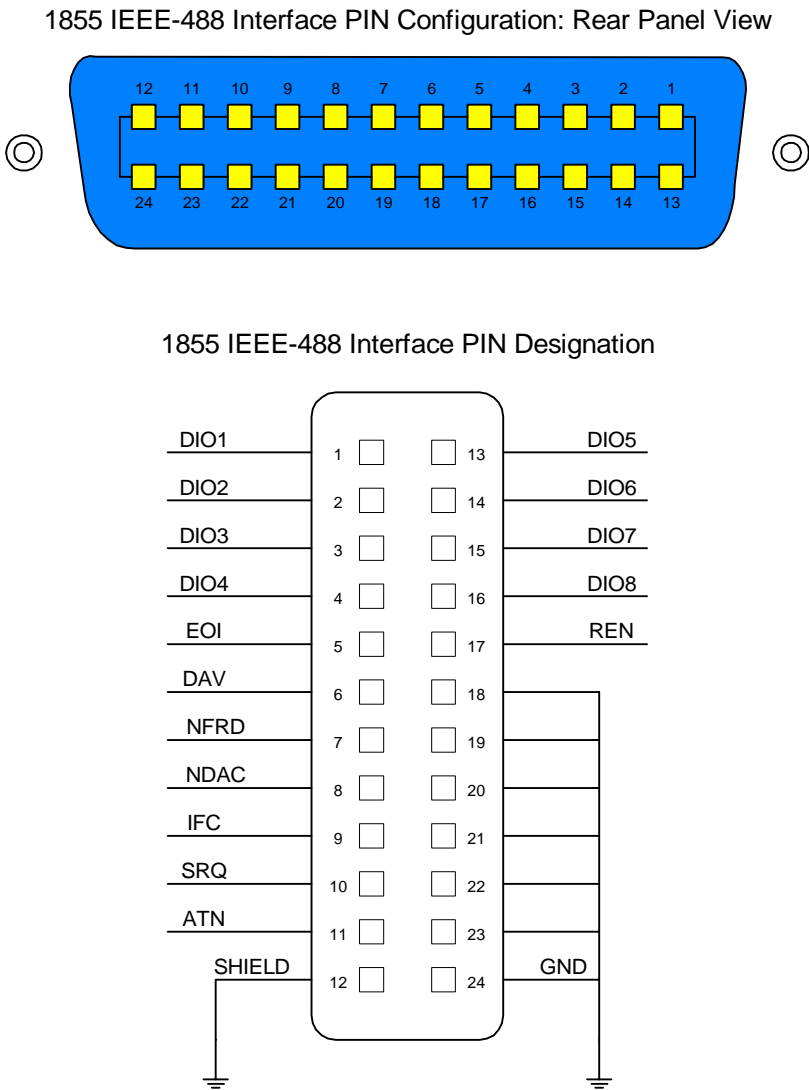 1855 IEEE-488 Interface PIN Configuration: Rear Panel View
12 11 10 9 8 7 6 5 4 3 2 1
24 23 22 21 20 19 18 17 16 15 14 13
1855 IEEE-488 Interface PIN Designation
DIO1 1 13 DIO5
DIO2 2 14 DIO6
DIO3 3 15 DIO7
DIO4 4 16 DIO8
EOI 5 17 REN
DAV 6 18
NFRD 7 19
NDAC 8 20
IFC 9 21
SRQ 10 22
ATN 11 23
SHIELD 12 24 GND